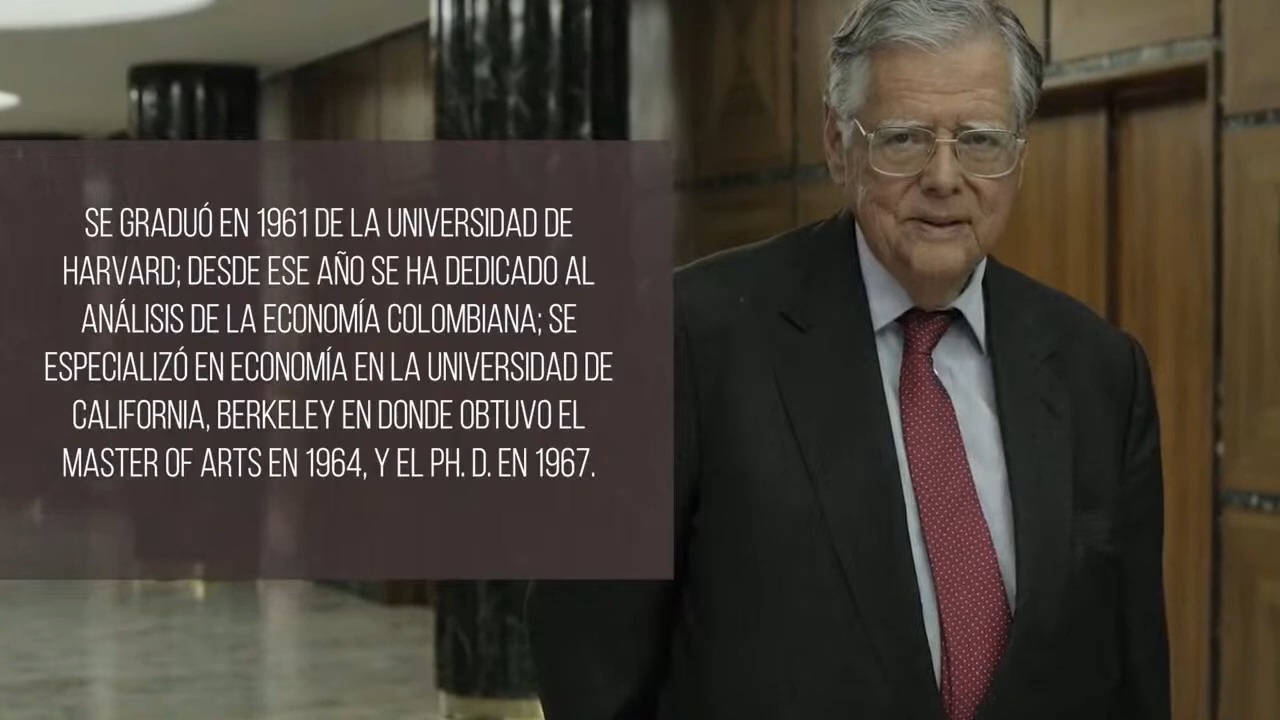 SE GRADUÓ EN 1961 DE LA UNIVERSIDAD DE
HARVARD; DESDE ESE AÑO SE HA DEDICADO AL
ANÁLISIS DE LA ECONOMÍA COLOMBIANA; SE
ESPECIALIZÓ EN ECONOMÍA EN LA UNIVERSIDAD DE
CALIFORNIA, BERKELEY EN DONDE OBTUVO EL
MASTER OF ARTS EN 1964, Y EL PH. D. EN 1967.